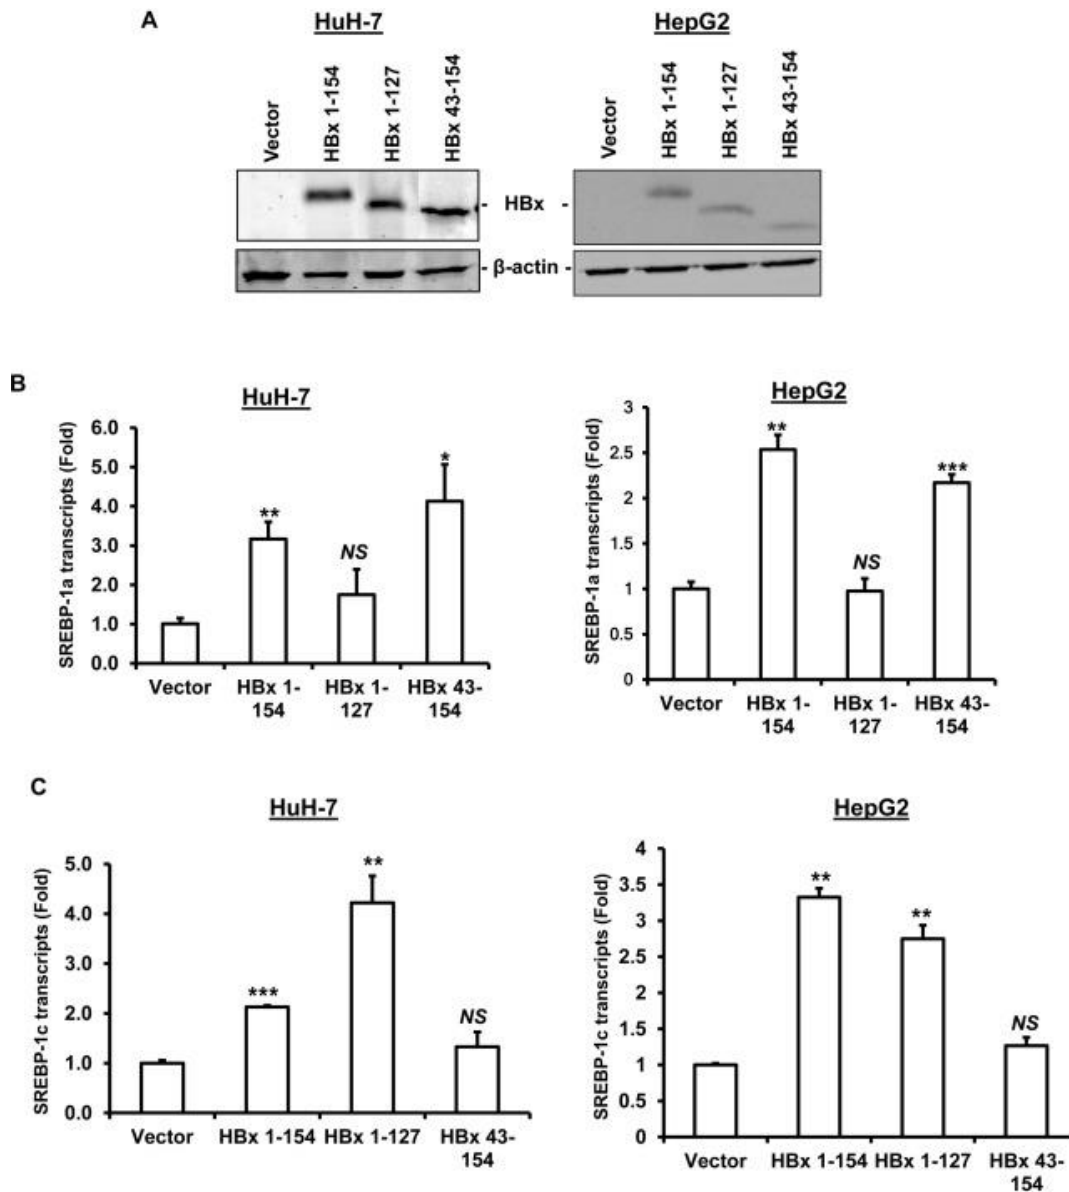 A
HuH-7
HepG2
Vector
HBx 1-154
HBx 1-127
HBx 43-154
Vector
HBx 1-154
HBx 1-127
HBx 43-154
- HBx -
- β-actin -
B
HuH-7
SREBP-1a transcripts (Fold)
6.0
5.0
4.0
3.0
2.0
1.0
0.0
**
NS
*
Vector
HBx 1-
154
HBx 1-
127
HBx 43-
154
HepG2
SREBP-1a transcripts (Fold)
3
2.5
2
1.5
1
0.5
0
**
NS
***
Vector
HBx 1-
154
HBx 1-
127
HBx 43-
154
C
HuH-7
SREBP-1c transcripts (Fold)
5.0
4.0
3.0
2.0
1.0
0.0
***
**
NS
Vector
HBx 1-154
HBx 1-127
HBx 43-
154
HepG2
SREBP-1c transcripts (Fold)
4
3.5
3
2.5
2
1.5
1
0.5
0
**
**
NS
Vector
HBx 1-154
HBx 1-127
HBx 43-
154